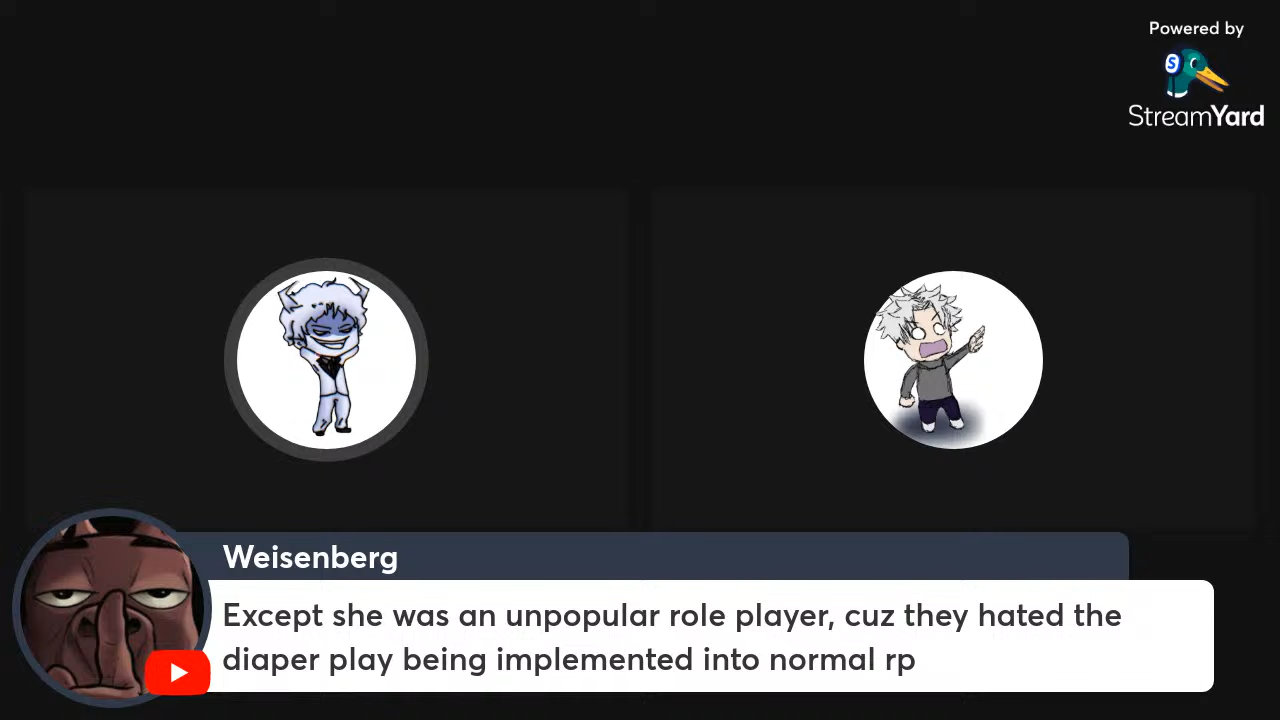 Powered by
S
StreamYard
Weisenberg
Except she was an unpopular role player, cuz they hated the
diaper play being implemented into normal rp